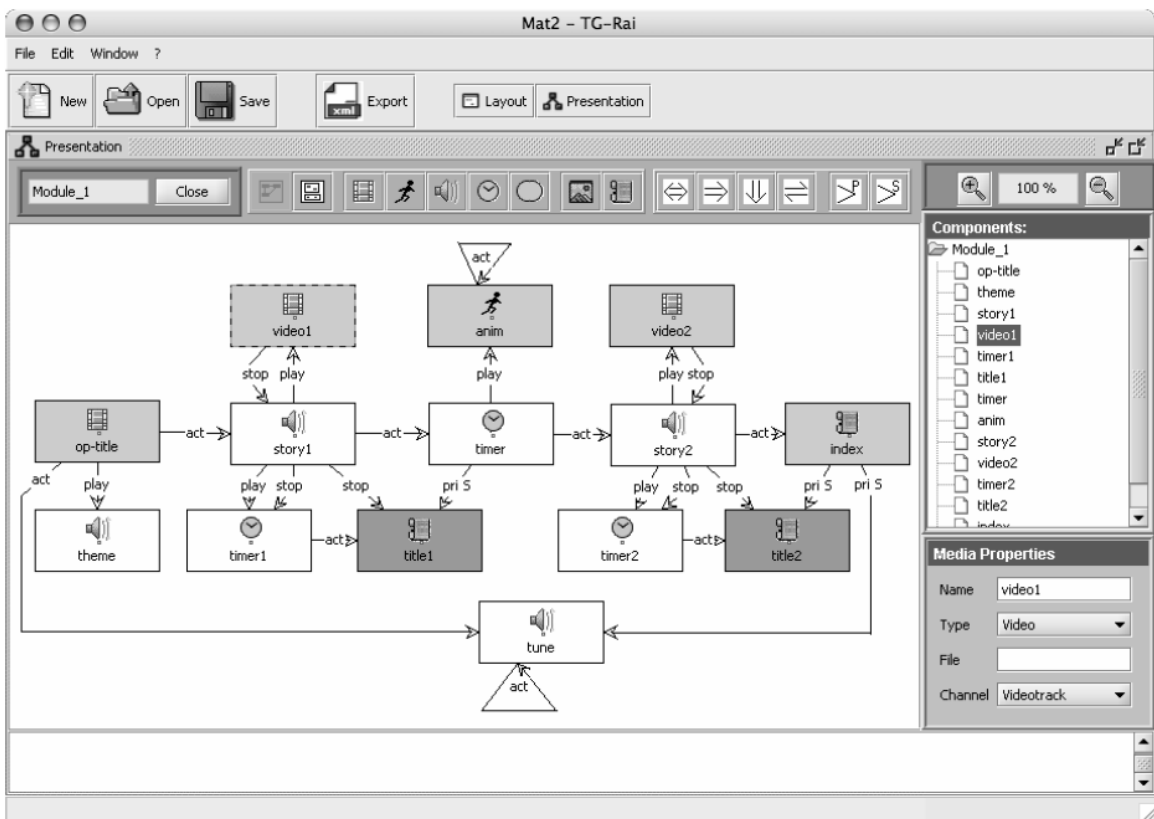 Mat2 – TG-Rai
File Edit Window ?
New Open Save xml Export Layout Presentation
Presentation
Module_1 Close P S 100 %
Components:
Module_1
op-title
theme
story1
video1
timer1
title1
timer
anim
story2
video2
timer2
title2
index
act
video1 anim video2
stop play play play stop
op-title act story1 act timer act story2 act index
act play play stop stop pri S play stop stop pri S pri S
theme timer1 act title1 timer2 act title2
tune
act
Media Properties
Name video1
Type Video
File
Channel Videotrack